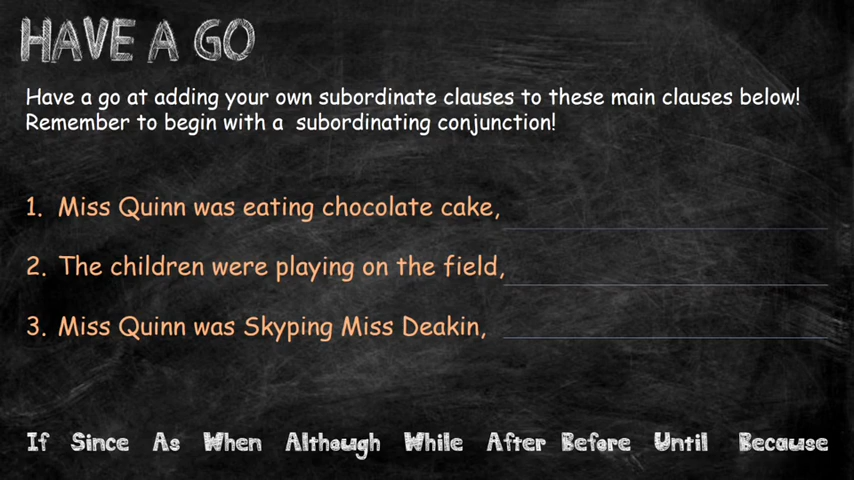 HAVE A GO
Have a go at adding your own subordinate clauses to these main clauses below!
Remember to begin with a subordinating conjunction!
1. Miss Quinn was eating chocolate cake,
2. The children were playing on the field,
3. Miss Quinn was Skyping Miss Deakin,
If Since As When Although While After Before Until Because